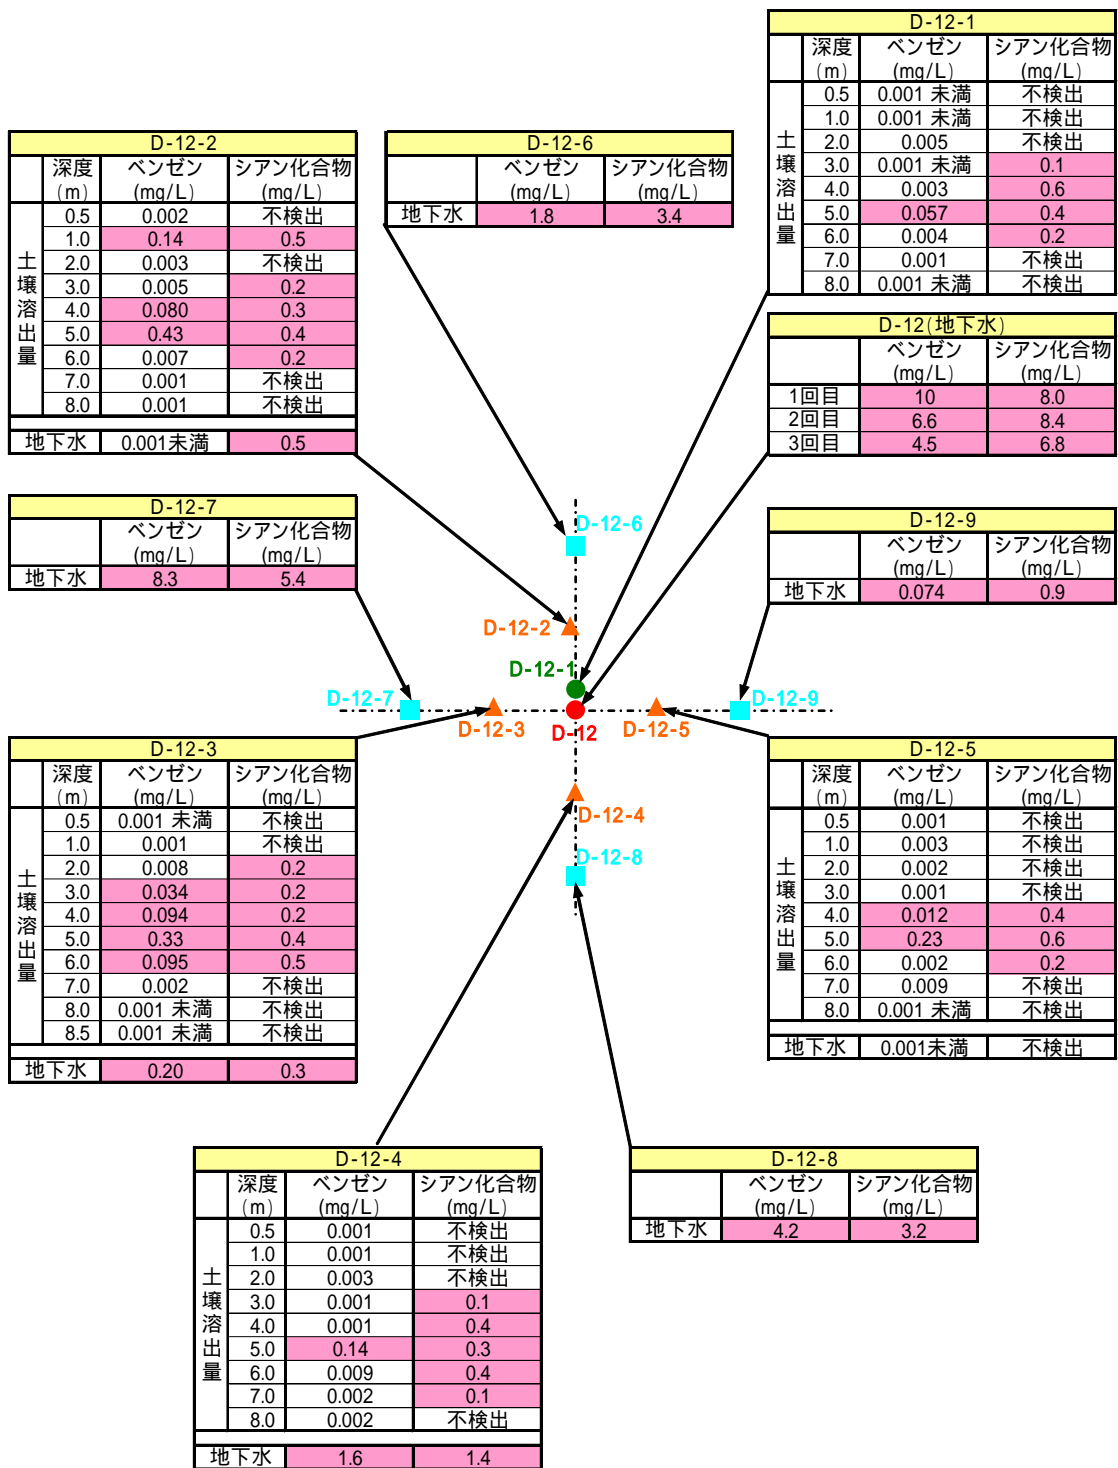 D-12-1
深度 ベンゼン シアン化合物
(m) (mg/L) (mg/L)
土壌溶出量
0.5 0.001 未満 不検出
1.0 0.001 未満 不検出
2.0 0.005 不検出
3.0 0.001 未満 0.1
4.0 0.003 0.6
5.0 0.057 0.4
6.0 0.004 0.2
7.0 0.001 不検出
8.0 0.001 未満 不検出
D-12-2
深度 ベンゼン シアン化合物
(m) (mg/L) (mg/L)
土壌溶出量
0.5 0.002 不検出
1.0 0.14 0.5
2.0 0.003 不検出
3.0 0.005 0.2
4.0 0.080 0.3
5.0 0.43 0.4
6.0 0.007 0.2
7.0 0.001 不検出
8.0 0.001 不検出
地下水 0.001未満 0.5
D-12-6
ベンゼン シアン化合物
(mg/L) (mg/L)
地下水 1.8 3.4
D-12(地下水)
ベンゼン シアン化合物
(mg/L) (mg/L)
1回目 10 8.0
2回目 6.6 8.4
3回目 4.5 6.8
D-12-7
ベンゼン シアン化合物
(mg/L) (mg/L)
地下水 8.3 5.4
D-12-9
ベンゼン シアン化合物
(mg/L) (mg/L)
地下水 0.074 0.9
D-12-6
D-12-2
D-12-1
D-12-7
D-12-9
D-12-3
D-12
D-12-5
D-12-4
D-12-8
D-12-3
深度 ベンゼン シアン化合物
(m) (mg/L) (mg/L)
土壌溶出量
0.5 0.001 未満 不検出
1.0 0.001 不検出
2.0 0.008 0.2
3.0 0.034 0.2
4.0 0.094 0.2
5.0 0.33 0.4
6.0 0.095 0.5
7.0 0.002 不検出
8.0 0.001 未満 不検出
8.5 0.001 未満 不検出
地下水 0.20 0.3
D-12-5
深度 ベンゼン シアン化合物
(m) (mg/L) (mg/L)
土壌溶出量
0.5 0.001 不検出
1.0 0.003 不検出
2.0 0.002 不検出
3.0 0.001 不検出
4.0 0.012 0.4
5.0 0.23 0.6
6.0 0.002 0.2
7.0 0.009 不検出
8.0 0.001 未満 不検出
地下水 0.001未満 不検出
D-12-4
深度 ベンゼン シアン化合物
(m) (mg/L) (mg/L)
土壌溶出量
0.5 0.001 不検出
1.0 0.001 不検出
2.0 0.003 不検出
3.0 0.001 0.1
4.0 0.001 0.4
5.0 0.14 0.3
6.0 0.009 0.4
7.0 0.002 0.1
8.0 0.002 不検出
地下水 1.6 1.4
D-12-8
ベンゼン シアン化合物
(mg/L) (mg/L)
地下水 4.2 3.2